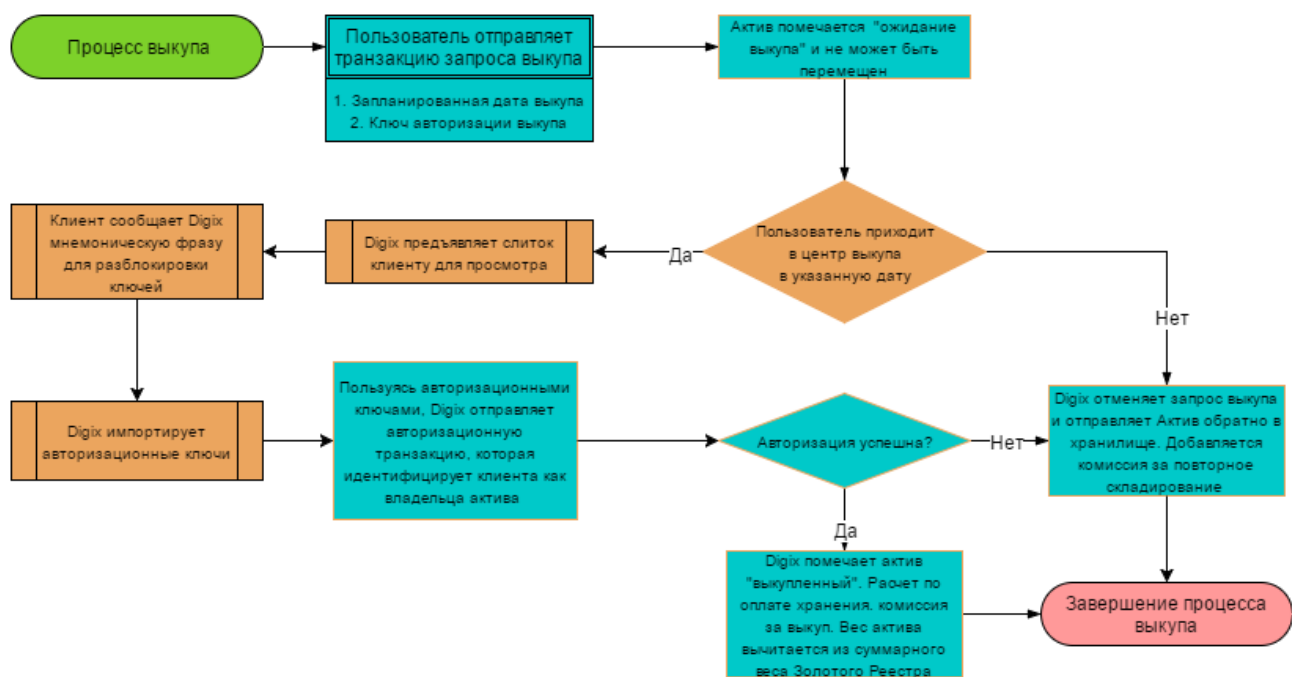 Процесс выкупа
Пользователь отправляет
транзакцию запроса выкупа
1. Запланированная дата выкупа
2. Ключ авторизации выкупа
Актив помечается "ожидание
выкупа" и не может быть
перемещен
Клиент сообщает Digix
мнемоническую фразу
для разблокировки
ключей
Digix предъявляет слиток
клиенту для просмотра
Да
Пользователь приходит
в центр выкупа
в указанную дату
Нет
Digix импортирует
авторизационные ключи
Пользуясь авторизационными
ключами, Digix отправляет
авторизационную
транзакцию, которая
идентифицирует клиента как
владельца актива
Авторизация успешна?
Нет
Digix отменяет запрос выкупа
и отправляет Актив обратно в
хранилище. Добавляется
комиссия за повторное
складирование
Да
Digix помечает актив
"выкупленный". Расчет по
оплате хранения. комиссия
за выкуп. Вес актива
вычитается из суммарного
веса Золотого Реестра
Завершение процесса
выкупа